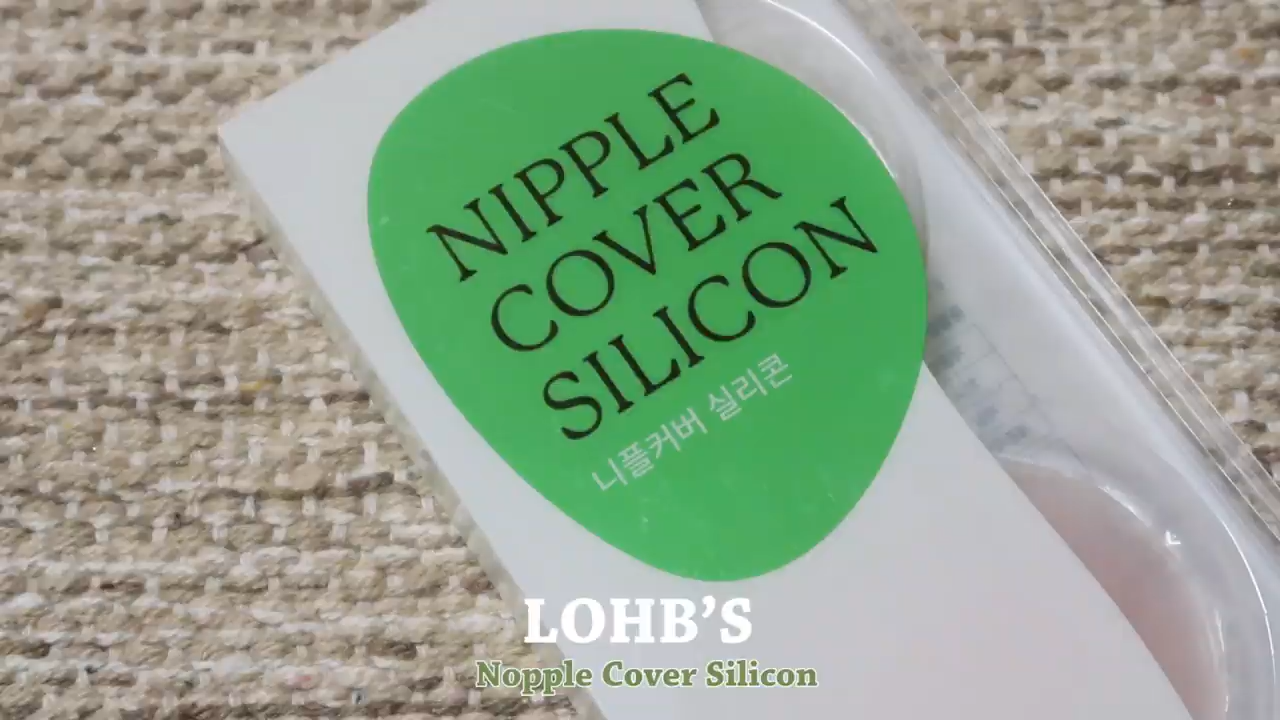 NIPPLE
COVER
SILICON
니플커버 실리콘
LOHB’S
Nopple Cover Silicon